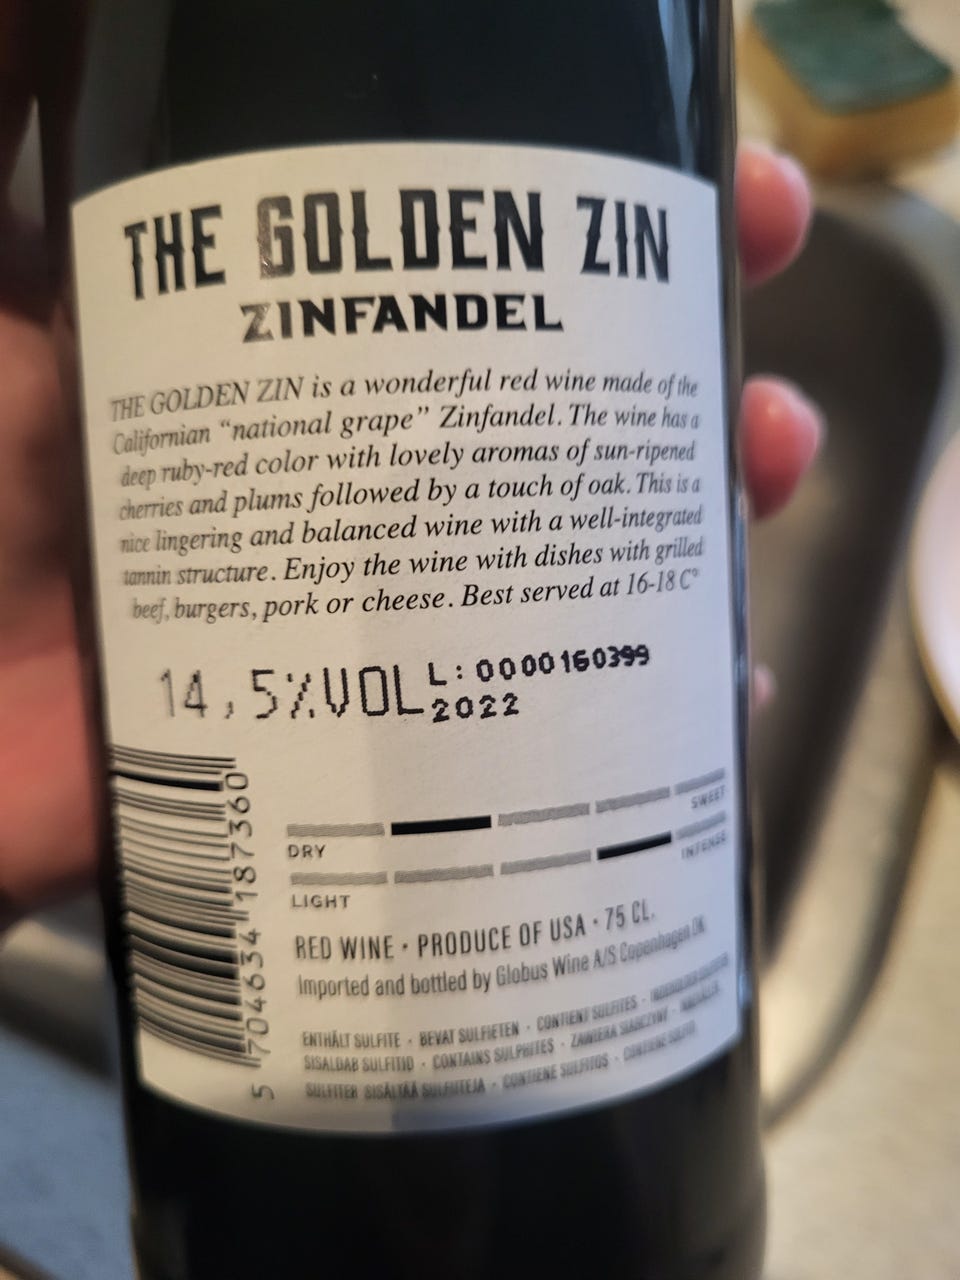 THE GOLDEN ZIN
ZINFANDEL
THE GOLDEN ZIN is a wonderful red wine made of the
Californian “national grape” Zinfandel. The wine has a
deep ruby-red color with lovely aromas of sun-ripened
cherries and plums followed by a touch of oak. This is a
nice lingering and balanced wine with a well-integrated
tannin structure. Enjoy the wine with dishes with grilled
beef, burgers, pork or cheese. Best served at 16-18 C°
14,5%VOL L: 0000160399
2022
DRY SWEET
LIGHT INTENSE
RED WINE · PRODUCE OF USA · 75 CL.
Imported and bottled by Globus Wine A/S Copenhagen DK
ENTHÄLT SULFITE · BEVAT SULFIETEN · CONTIENT SULFITES ·
SISALDAB SULFITID · CONTAINS SULPHITES · ZAWIERA SIARCZYNY ·
SULFITER SISÄLTÄÄ SULFIITEJA · CONTIENE SULFITOS · CONTIENE SULFITI
5 704634 187360